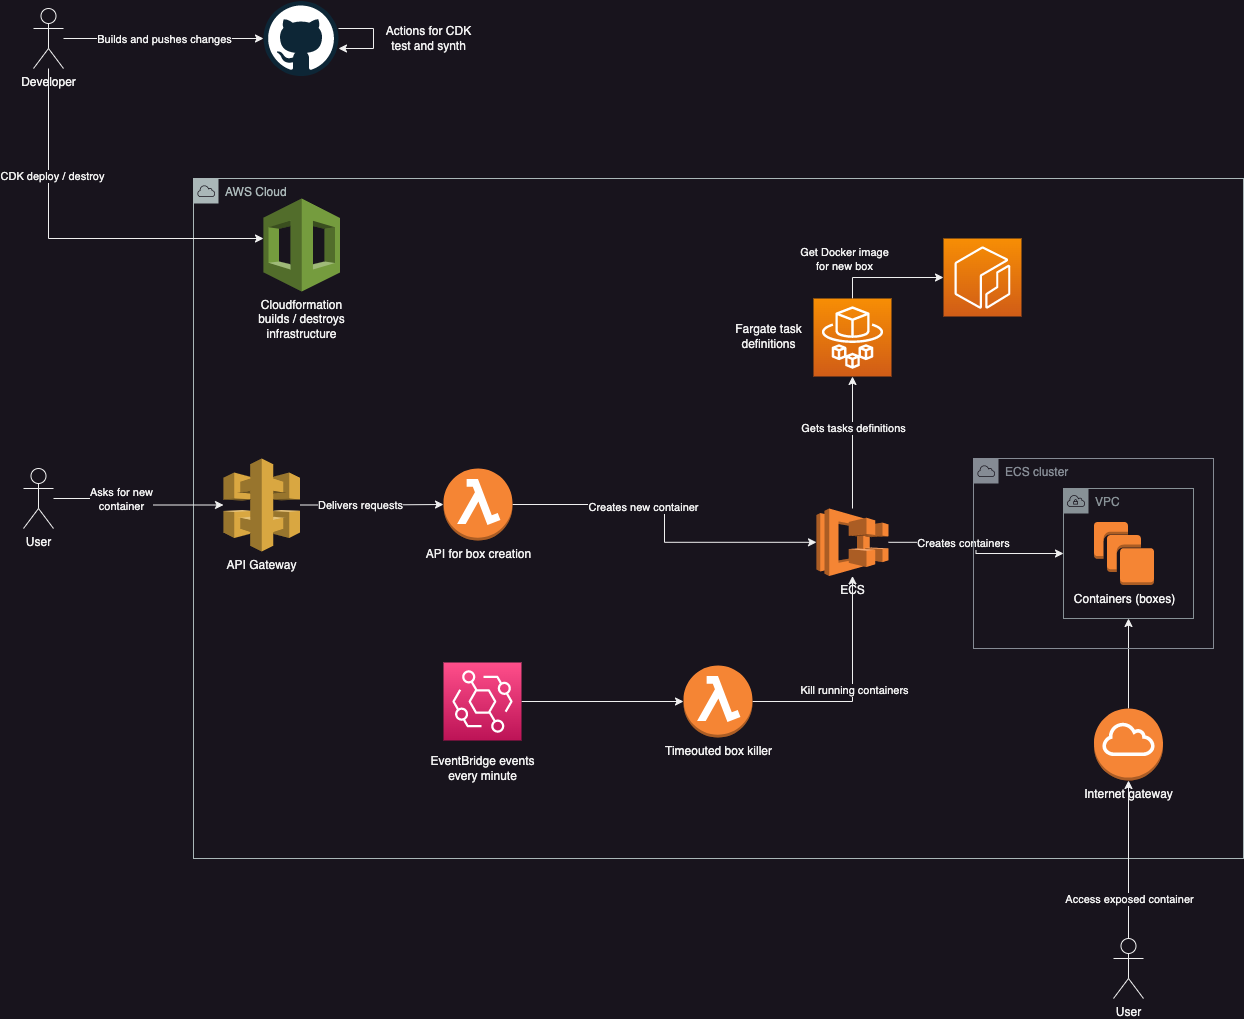 Builds and pushes changes
Actions for CDK
test and synth
Developer
CDK deploy / destroy
AWS Cloud
Cloudformation
builds / destroys
infrastructure
Get Docker image
for new box
Fargate task
definitions
Gets tasks definitions
ECS cluster
VPC
Containers (boxes)
Asks for new
container
User
API Gateway
Delivers requests
API for box creation
Creates new container
ECS
Creates containers
EventBridge events
every minute
Timeouted box killer
Kill running containers
Internet gateway
Access exposed container
User